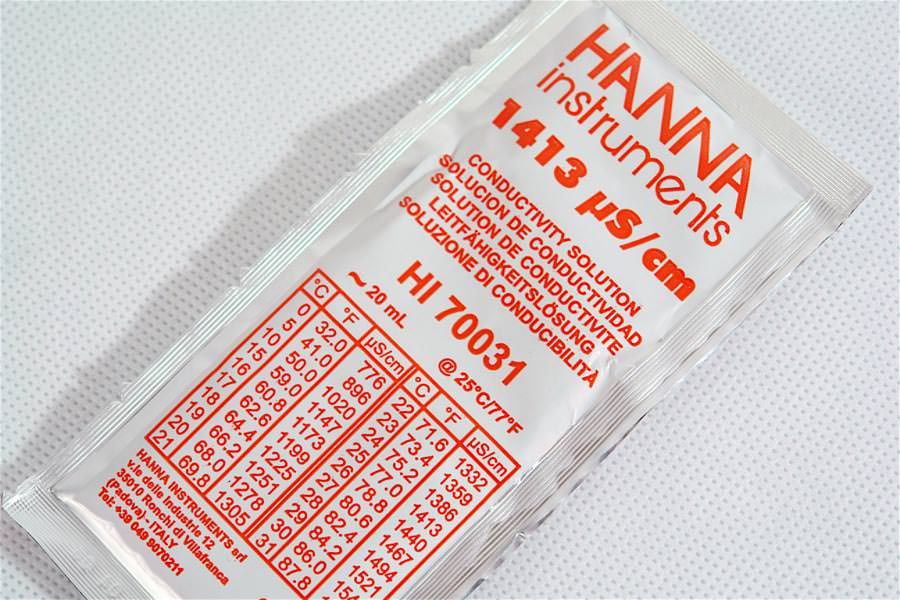 HANNA
instruments
1413 µS/cm
CONDUCTIVITY SOLUTION
SOLUCION DE CONDUCTIVIDAD
SOLUTION DE CONDUCTIVITE
LEITFÄHIGKEITSLÖSUNG
SOLUZIONE DI CONDUCIBILITÀ
HI 70031
~ 20 mL @ 25°C/77°F
°C °F µS/cm °C °F µS/cm
0 32.0 776 22 71.6 1332
5 41.0 896 23 73.4 1359
10 50.0 1020 24 75.2 1386
15 59.0 1147 25 77.0 1413
16 60.8 1173 26 78.8 1440
17 62.6 1199 27 80.6 1467
18 64.4 1225 28 82.4 1494
19 66.2 1251 29 84.2 1521
20 68.0 1278 30 86.0
21 69.8 1305 31 87.8
HANNA INSTRUMENTS srl
v.le delle Industrie 12
35010 Ronchi di Villafranca
(Padova) - ITALY
Tel: +39 049 9070211